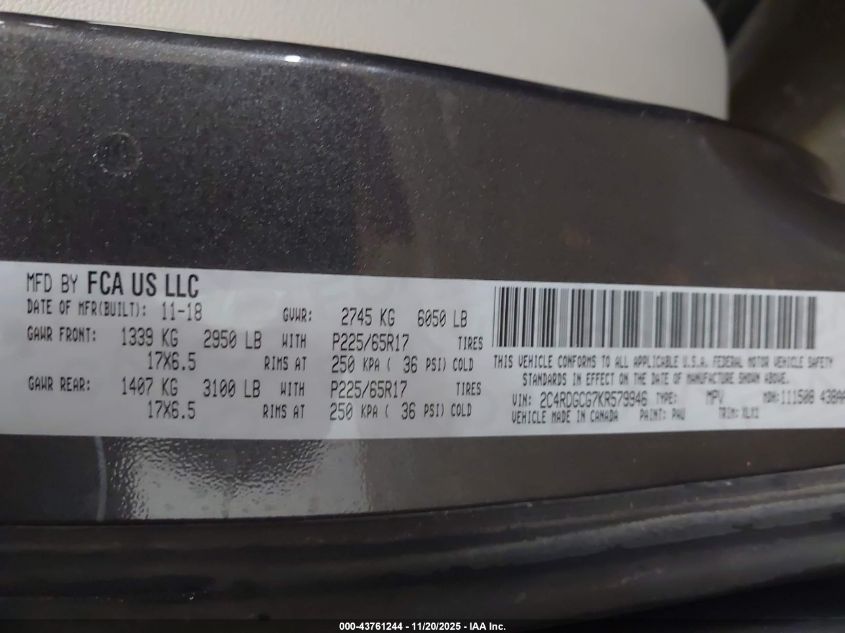 MFD BY FCA US LLC
DATE OF MFR(BUILT): 11-18 GVWR: 2745 KG 6050 LB
GAWR FRONT: 1339 KG 2950 LB WITH P225/65R17 TIRES
17X6.5 RIMS AT 250 KPA ( 36 PSI) COLD
GAWR REAR: 1407 KG 3100 LB WITH P225/65R17 TIRES
17X6.5 RIMS AT 250 KPA ( 36 PSI) COLD
THIS VEHICLE CONFORMS TO ALL APPLICABLE U.S.A. FEDERAL MOTOR VEHICLE SAFETY
STANDARDS IN EFFECT ON THE DATE OF MANUFACTURE SHOWN ABOVE.
VIN: 2C4RDGCG7KR579946 TYPE: MPV MDH: 111508 438AA
VEHICLE MADE IN CANADA PAINT: PAU TRIM:
000-43761244 - 11/20/2025 - IAA Inc.